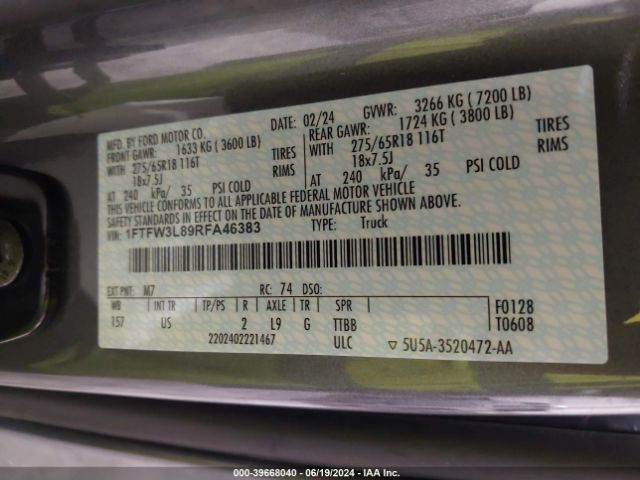 MFD. BY FORD MOTOR CO.
DATE: 02/24 GVWR: 3266 KG ( 7200 LB)
FRONT GAWR: 1633 KG ( 3600 LB) REAR GAWR: 1724 KG ( 3800 LB)
WITH 275/65R18 116T TIRES WITH 275/65R18 116T TIRES
18x7.5J RIMS 18x7.5J RIMS
AT 240 kPa/ 35 PSI COLD AT 240 kPa/ 35 PSI COLD
THIS VEHICLE CONFORMS TO ALL APPLICABLE FEDERAL MOTOR VEHICLE
SAFETY STANDARDS IN EFFECT ON THE DATE OF MANUFACTURE SHOWN ABOVE.
VIN: 1FTFW3L89RFA46383 TYPE: Truck
EXT PNT: M7 RC: 74 DSO:
WB INT TR TP/PS R AXLE TR SPR F0128
157 US 2 L9 G TTBB T0608
2202402221467 ULC ▽ 5U5A-3520472-AA
000-39668040 - 06/19/2024 - IAA Inc.